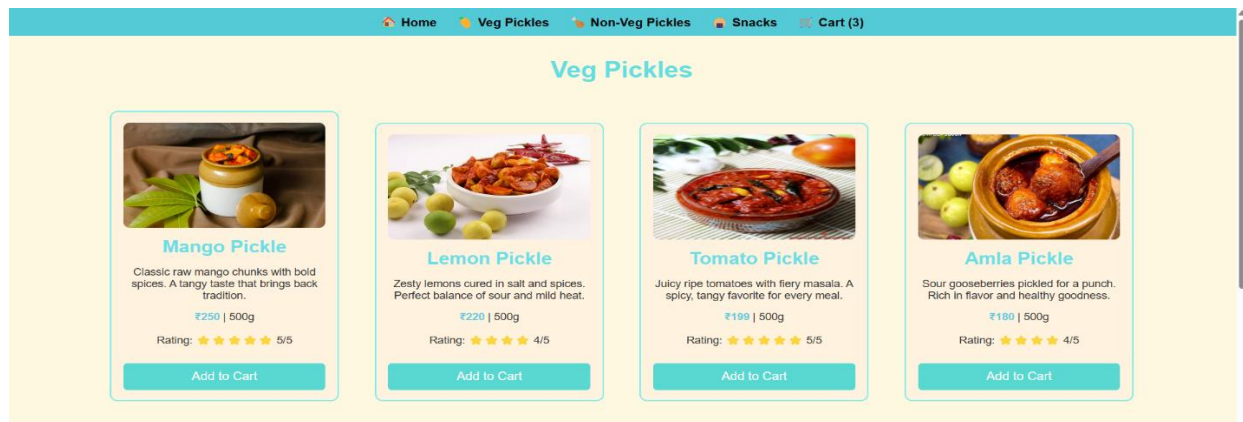 Home Veg Pickles Non-Veg Pickles Snacks Cart (3)
Veg Pickles
Mango Pickle
Classic raw mango chunks with bold
spices. A tangy taste that brings back
tradition.
₹250 | 500g
Rating: ⭐⭐⭐⭐⭐ 5/5
Add to Cart
Lemon Pickle
Zesty lemons cured in salt and spices.
Perfect balance of sour and mild heat.
₹220 | 500g
Rating: ⭐⭐⭐⭐ 4/5
Add to Cart
Tomato Pickle
Juicy ripe tomatoes with fiery masala. A
spicy, tangy favorite for every meal.
₹199 | 500g
Rating: ⭐⭐⭐⭐⭐ 5/5
Add to Cart
Amla Pickle
Sour gooseberries pickled for a punch.
Rich in flavor and healthy goodness.
₹180 | 500g
Rating: ⭐⭐⭐⭐ 4/5
Add to Cart